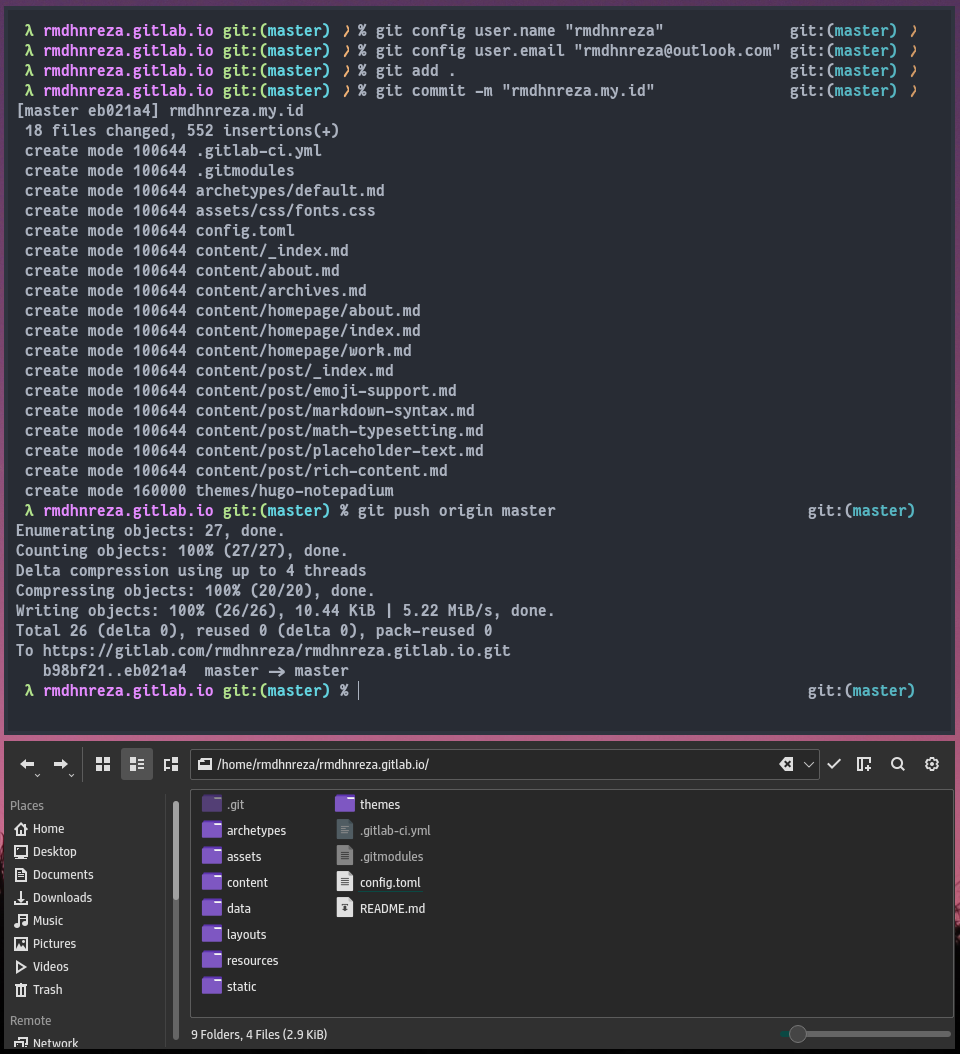 λ rmdhnreza.gitlab.io git:(master) ❯ % git config user.name "rmdhnreza" git:(master) ❯
λ rmdhnreza.gitlab.io git:(master) ❯ % git config user.email "rmdhnreza@outlook.com" git:(master) ❯
λ rmdhnreza.gitlab.io git:(master) ❯ % git add . git:(master) ❯
λ rmdhnreza.gitlab.io git:(master) ❯ % git commit -m "rmdhnreza.my.id" git:(master) ❯
[master eb021a4] rmdhnreza.my.id
18 files changed, 552 insertions(+)
create mode 100644 .gitlab-ci.yml
create mode 100644 .gitmodules
create mode 100644 archetypes/default.md
create mode 100644 assets/css/fonts.css
create mode 100644 config.toml
create mode 100644 content/_index.md
create mode 100644 content/about.md
create mode 100644 content/archives.md
create mode 100644 content/homepage/about.md
create mode 100644 content/homepage/index.md
create mode 100644 content/homepage/work.md
create mode 100644 content/post/_index.md
create mode 100644 content/post/emoji-support.md
create mode 100644 content/post/markdown-syntax.md
create mode 100644 content/post/math-typesetting.md
create mode 100644 content/post/placeholder-text.md
create mode 100644 content/post/rich-content.md
create mode 160000 themes/hugo-notepadium
λ rmdhnreza.gitlab.io git:(master) % git push origin master git:(master)
Enumerating objects: 27, done.
Counting objects: 100% (27/27), done.
Delta compression using up to 4 threads
Compressing objects: 100% (20/20), done.
Writing objects: 100% (26/26), 10.44 KiB | 5.22 MiB/s, done.
Total 26 (delta 0), reused 0 (delta 0), pack-reused 0
To https://gitlab.com/rmdhnreza/rmdhnreza.gitlab.io.git
b98bf21..eb021a4 master -> master
λ rmdhnreza.gitlab.io git:(master) % git:(master)
/home/rmdhnreza/rmdhnreza.gitlab.io/
Places
Home
Desktop
Documents
Downloads
Music
Pictures
Videos
Trash
Remote
Network
.git
archetypes
assets
content
data
layouts
resources
static
themes
.gitlab-ci.yml
.gitmodules
config.toml
README.md
9 Folders, 4 Files (2.9 KiB)